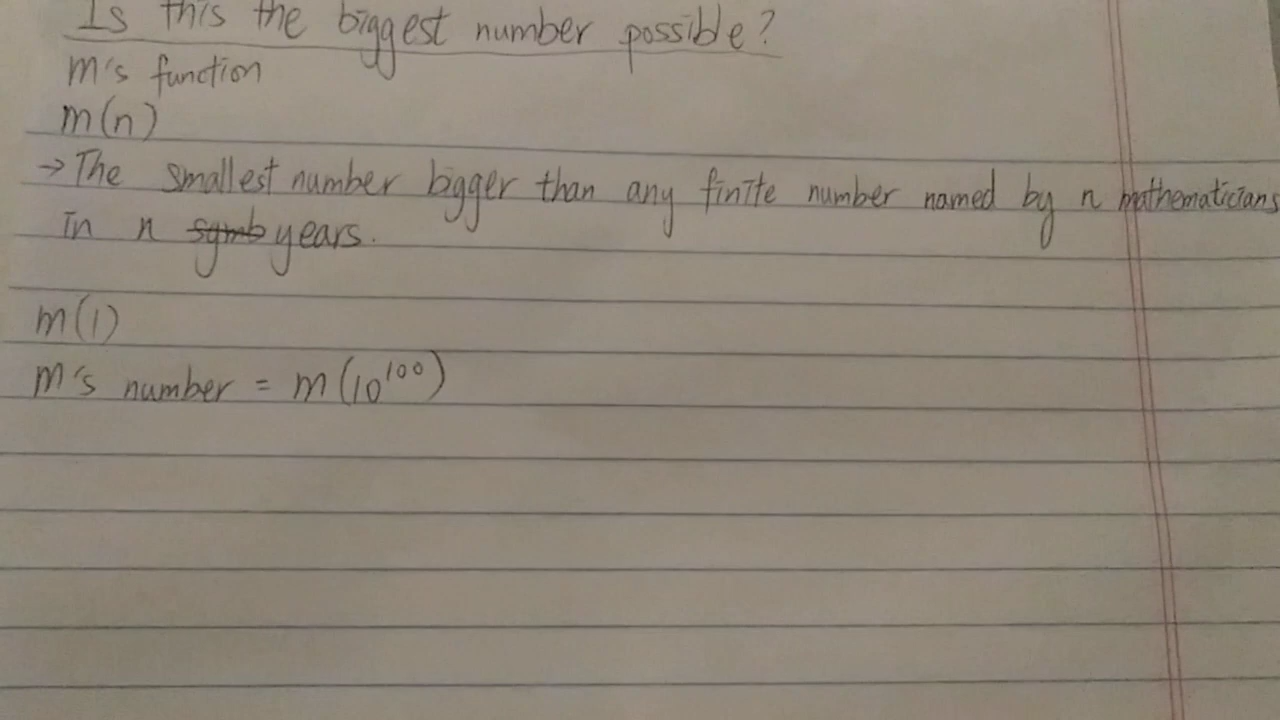 Is this the biggest number possible?
m's function
m(n)
→ The smallest number bigger than any finite number named by n mathematicians
in n symb years.
m(1)
m's number = m(10^100)